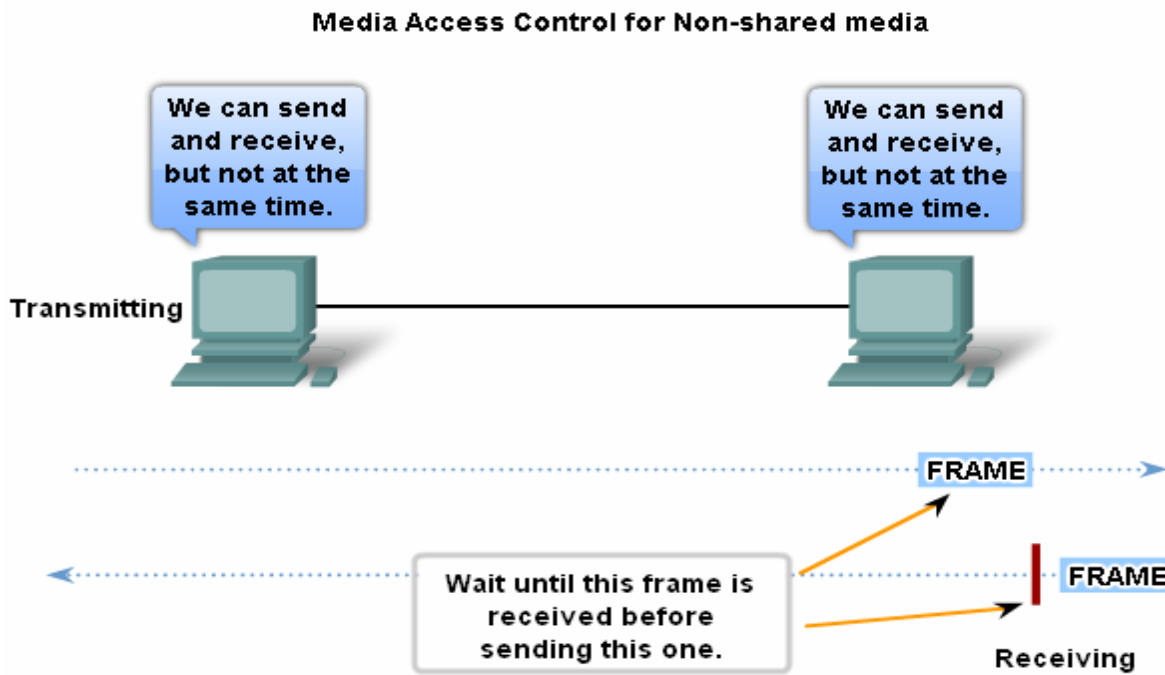 Media Access Control for Non-shared media
We can send
and receive,
but not at the
same time.
We can send
and receive,
but not at the
same time.
Transmitting
FRAME
Wait until this frame is
received before
sending this one.
FRAME
Receiving